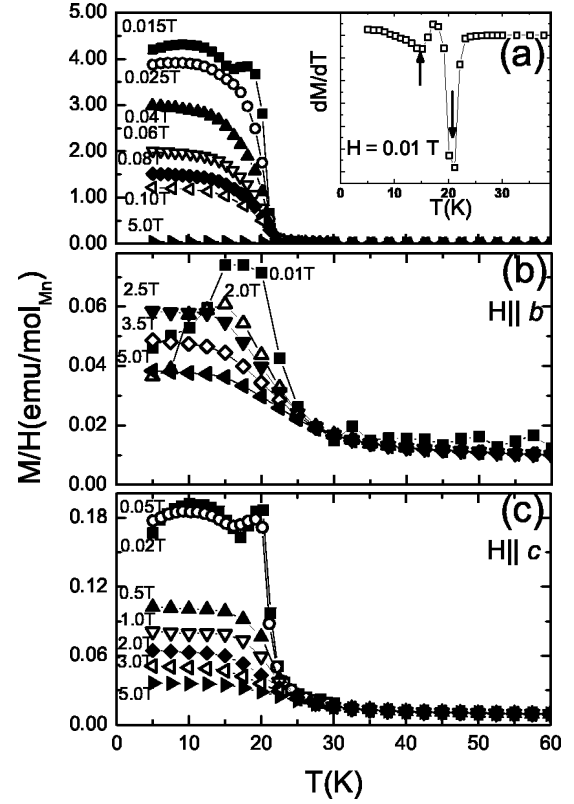 5.00
4.00
3.00
2.00
1.00
0.00
0.015T
0.025T
0.04T
0.06T
0.08T
0.10T
5.0T
(a)
dM/dT
H = 0.01 T
0 10 20 30
T(K)
M/H(emu/mol Mn)
0.06
0.04
0.02
0.00
2.5T
3.5T
5.0T
2.0T
0.01T
(b)
H|| b
0.18
0.12
0.06
0.00
0.05T
0.02T
0.5T
1.0T
2.0T
3.0T
5.0T
(c)
H|| c
0 10 20 30 40 50 60
T(K)